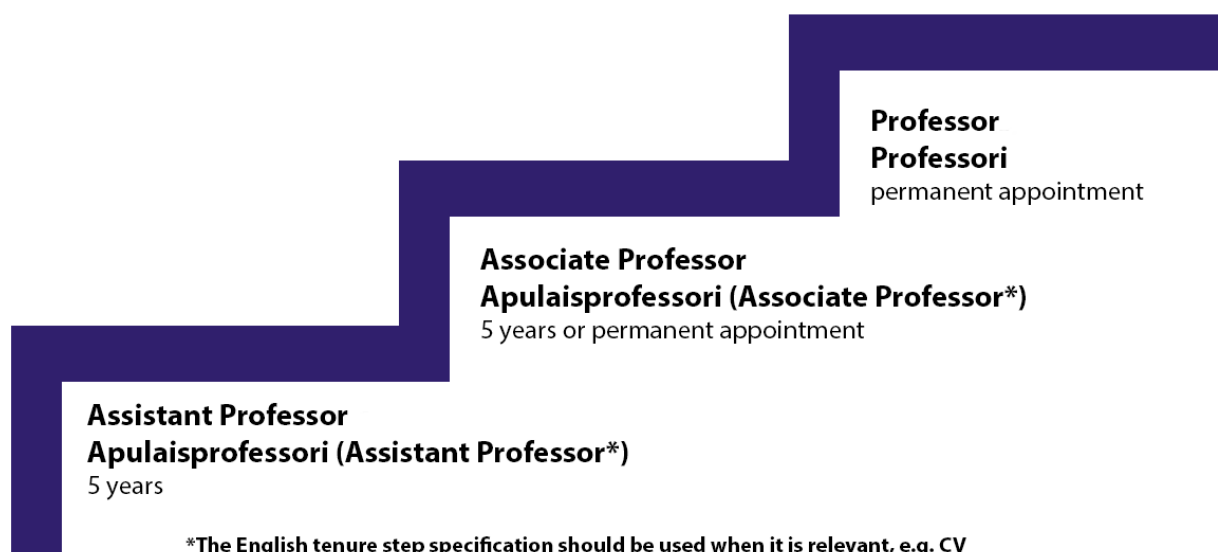 Professor
Professori
permanent appointment
Associate Professor
Apulaisprofessori (Associate Professor*)
5 years or permanent appointment
Assistant Professor
Apulaisprofessori (Assistant Professor*)
5 years
*The English tenure step specification should be used when it is relevant, e.g. CV